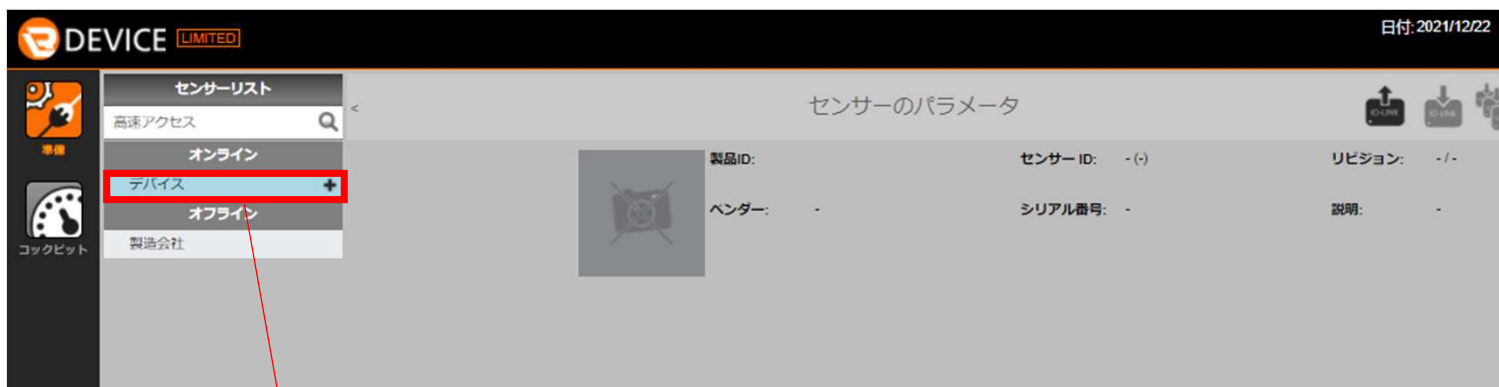 DEVICE LIMITED
日付:2021/12/22
センサーリスト
高速アクセス
<
センサーのパラメータ
IO-LINK
IO-LINK
準備
オンライン
デバイス
オフライン
製造会社
コックピット
製品ID:
センサー ID: - (-)
リビジョン: - / -
ベンダー: -
シリアル番号: -
説明: -